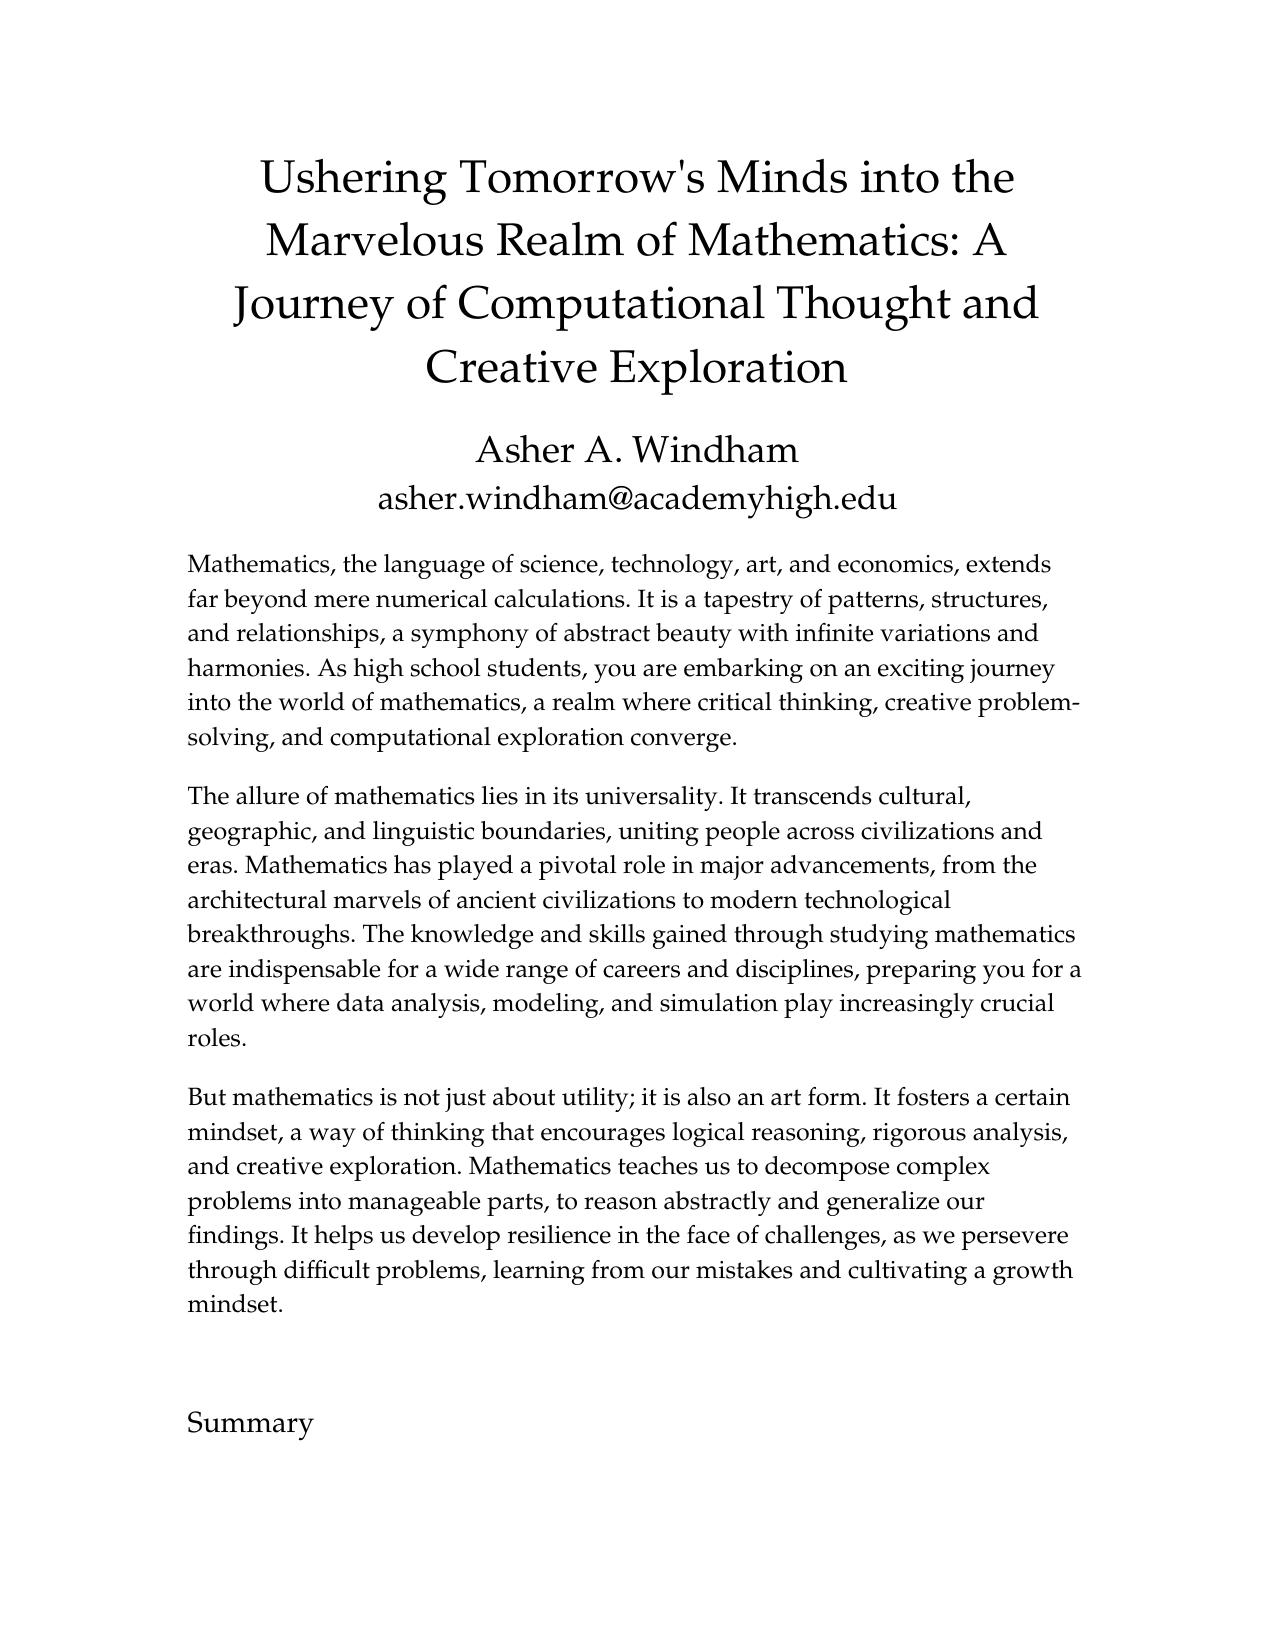 Ushering Tomorrow's Minds into the
Marvelous Realm of Mathematics: A
Journey of Computational Thought and
Creative Exploration
Asher A. Windham
asher.windham@academyhigh.edu
Mathematics, the language of science, technology, art, and economics, extends
far beyond mere numerical calculations. It is a tapestry of patterns, structures,
and relationships, a symphony of abstract beauty with infinite variations and
harmonies. As high school students, you are embarking on an exciting journey
into the world of mathematics, a realm where critical thinking, creative problem-
solving, and computational exploration converge.
The allure of mathematics lies in its universality. It transcends cultural,
geographic, and linguistic boundaries, uniting people across civilizations and
eras. Mathematics has played a pivotal role in major advancements, from the
architectural marvels of ancient civilizations to modern technological
breakthroughs. The knowledge and skills gained through studying mathematics
are indispensable for a wide range of careers and disciplines, preparing you for a
world where data analysis, modeling, and simulation play increasingly crucial
roles.
But mathematics is not just about utility; it is also an art form. It fosters a certain
mindset, a way of thinking that encourages logical reasoning, rigorous analysis,
and creative exploration. Mathematics teaches us to decompose complex
problems into manageable parts, to reason abstractly and generalize our
findings. It helps us develop resilience in the face of challenges, as we persevere
through difficult problems, learning from our mistakes and cultivating a growth
mindset.
Summary